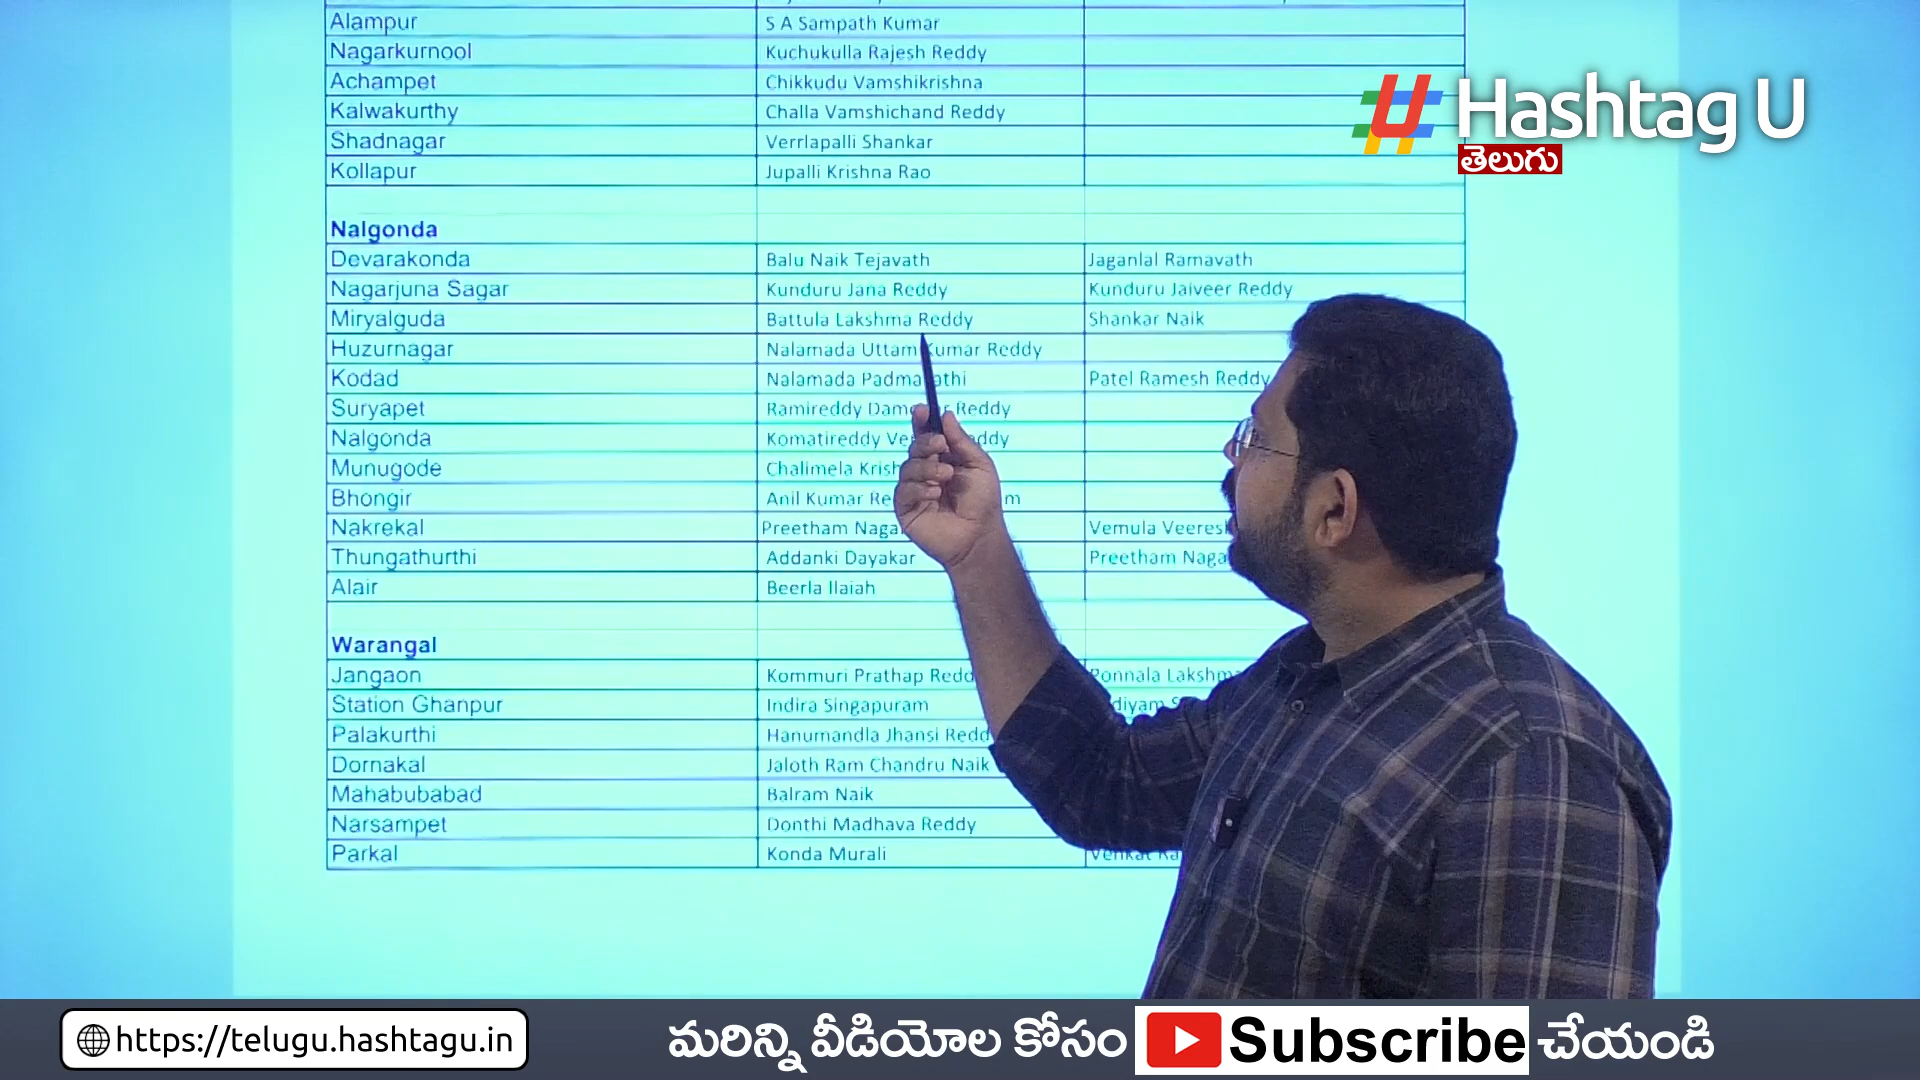 Alampur S A Sampath Kumar
Nagarkurnool Kuchukulla Rajesh Reddy
Achampet Chikkudu Vamshikrishna
Kalwakurthy Challa Vamshichand Reddy
Shadnagar Verrlapalli Shankar
Kollapur Jupalli Krishna Rao
Hashtag U
తెలుగు
Nalgonda
Devarakonda Balu Naik Tejavath Jaganlal Ramavath
Nagarjuna Sagar Kunduru Jana Reddy Kunduru Jaiveer Reddy
Miryalguda Battula Lakshma Reddy Shankar Naik
Huzurnagar Nalamada Uttam Kumar Reddy
Kodad Nalamada Patel Ramesh Reddy
Suryapet Ramireddy Reddy
Nalgonda Komatireddy
Munugode Chalimela
Bhongir Anil Kumar
Nakrekal Preetham Vemula
Thungathurthi Addanki Dayakar Preetham
Alair Beerla Ilaiah
Warangal
Jangaon Kommuri Prathap
Station Ghanpur Indira Singapuram
Palakurthi Hanumandla Jhansi
Dornakal Jaloth Ram Chandru Naik
Mahabubabad Balram Naik
Narsampet Donthi Madhava Reddy
Parkal Konda Murali
https://telugu.hashtagu.in మరిన్ని వీడియోల కోసం Subscribe చేయండి